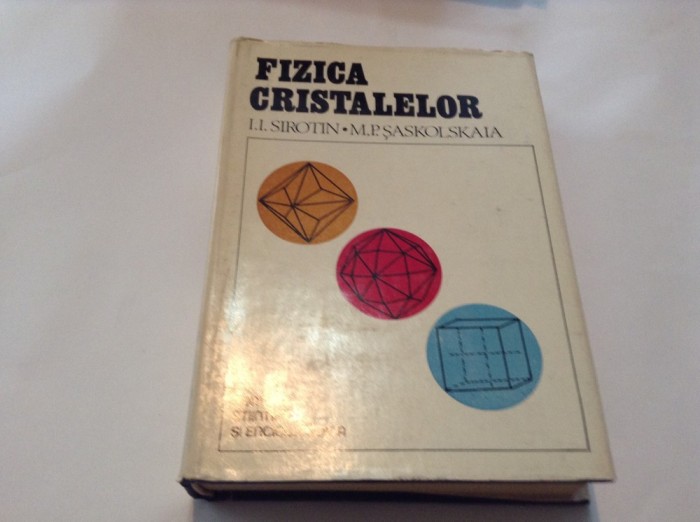 FIZICA
CRISTALELOR
I.I. SIROTIN • M.P. ŞASKOLSKAIA